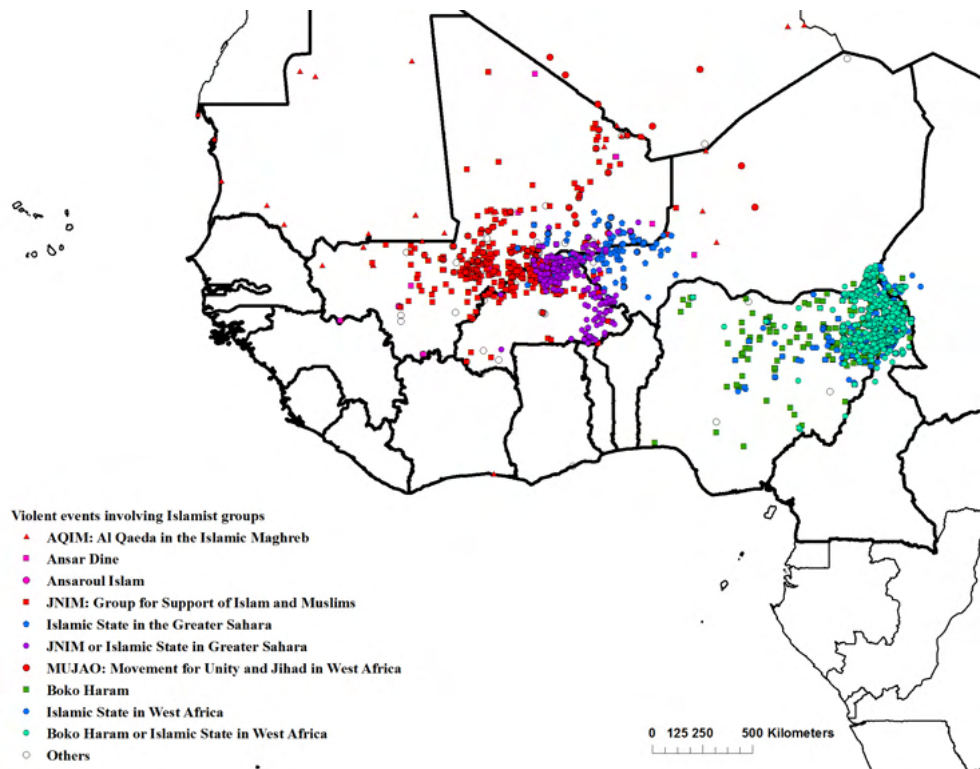 Violent events involving Islamist groups
AQIM: Al Qaeda in the Islamic Maghreb
Ansar Dine
Ansaroul Islam
JNIM: Group for Support of Islam and Muslims
Islamic State in the Greater Sahara
JNIM or Islamic State in Greater Sahara
MUJAO: Movement for Unity and Jihad in West Africa
Boko Haram
Islamic State in West Africa
Boko Haram or Islamic State in West Africa
Others
0 125 250 500 Kilometers